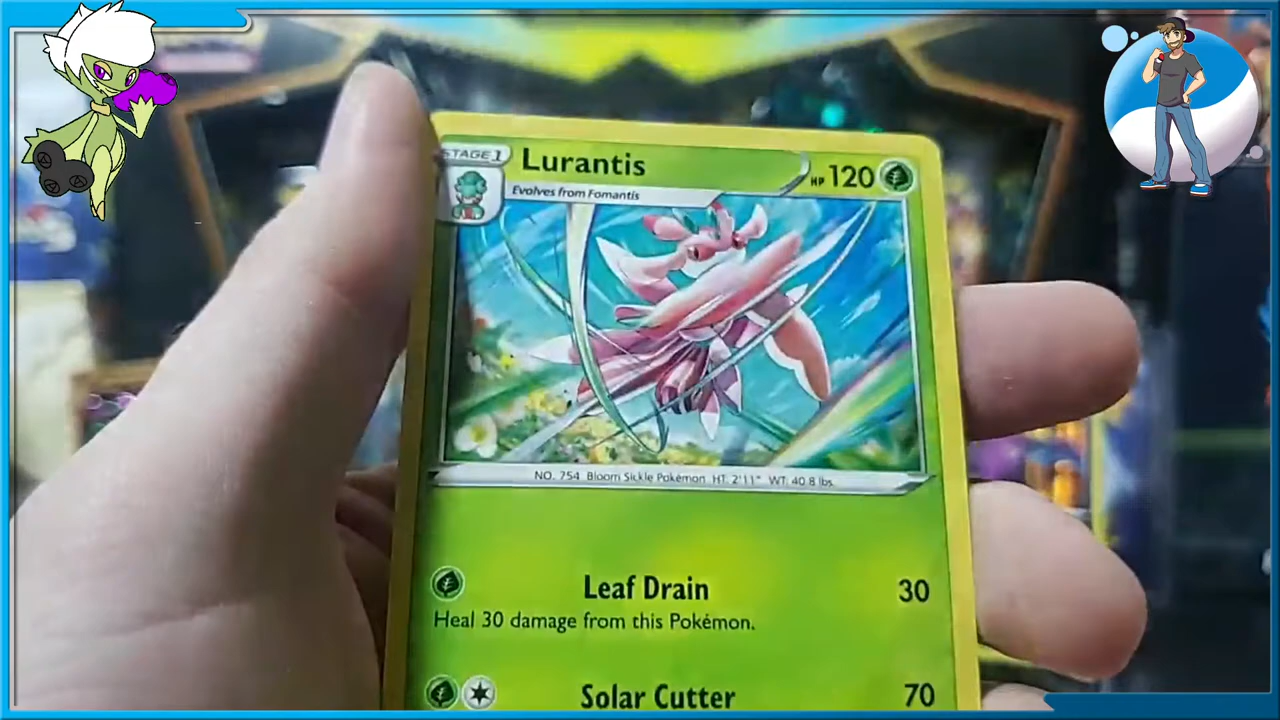 STAGE 1
Lurantis
HP 120
Evolves from Fomantis
NO. 754 Bloom Sickle Pokémon HT: 2'11" WT: 40.8 lbs.
Leaf Drain 30
Heal 30 damage from this Pokémon.
Solar Cutter 70